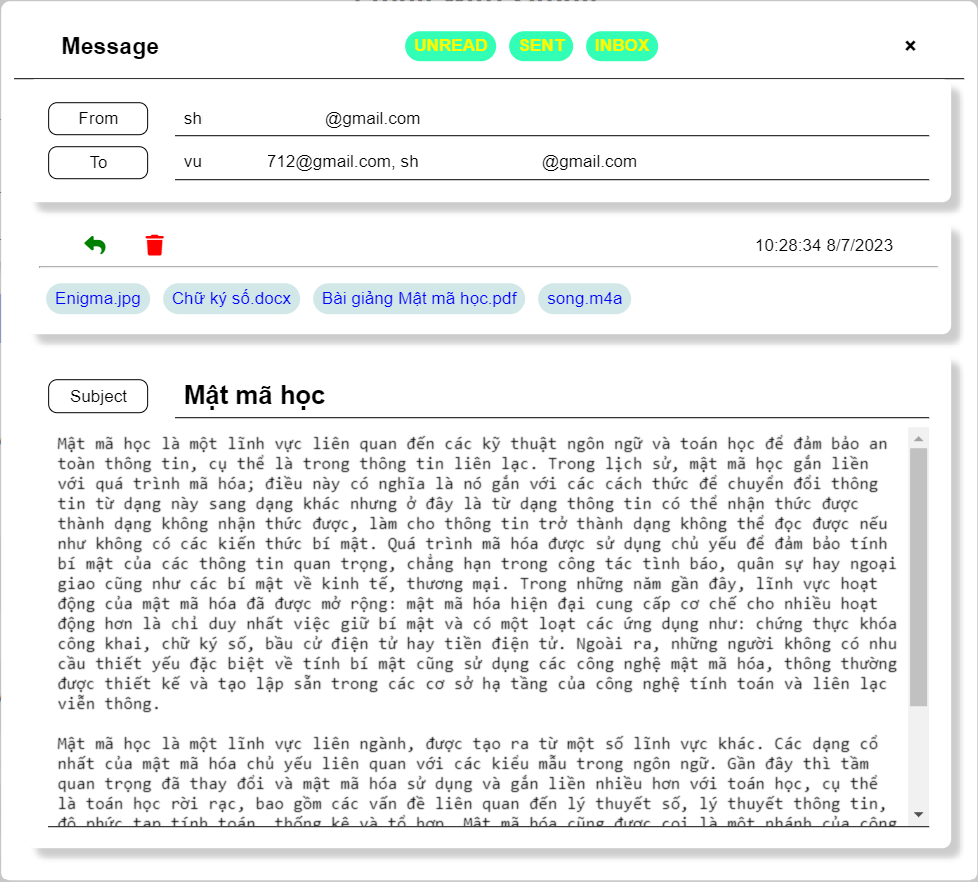 Message
UNREAD SENT INBOX
×
From sh @gmail.com
To vu 712@gmail.com, sh @gmail.com
10:28:34 8/7/2023
Enigma.jpg Chữ ký số.docx Bài giảng Mật mã học.pdf song.m4a
Subject Mật mã học
Mật mã học là một lĩnh vực liên quan đến các kỹ thuật ngôn ngữ và toán học để đảm bảo an
toàn thông tin, cụ thể là trong thông tin liên lạc. Trong lịch sử, mật mã học gắn liền
với quá trình mã hóa; điều này có nghĩa là nó gắn với các cách thức để chuyển đổi thông
tin từ dạng này sang dạng khác nhưng ở đây là từ dạng thông tin có thể nhận thức được
thành dạng không nhận thức được, làm cho thông tin trở thành dạng không thể đọc được nếu
như không có các kiến thức bí mật. Quá trình mã hóa được sử dụng chủ yếu để đảm bảo tính
bí mật của các thông tin quan trọng, chẳng hạn trong công tác tình báo, quân sự hay ngoại
giao cũng như các bí mật về kinh tế, thương mại. Trong những năm gần đây, lĩnh vực hoạt
động của mật mã hóa đã được mở rộng: mật mã hóa hiện đại cung cấp cơ chế cho nhiều hoạt
động hơn là chỉ duy nhất việc giữ bí mật và có một loạt các ứng dụng như: chứng thực khóa
công khai, chữ ký số, bầu cử điện tử hay tiền điện tử. Ngoài ra, những người không có nhu
cầu thiết yếu đặc biệt về tính bí mật cũng sử dụng các công nghệ mật mã hóa, thông thường
được thiết kế và tạo lập sẵn trong các cơ sở hạ tầng của công nghệ tính toán và liên lạc
viễn thông.
Mật mã học là một lĩnh vực liên ngành, được tạo ra từ một số lĩnh vực khác. Các dạng cổ
nhất của mật mã hóa chủ yếu liên quan với các kiểu mẫu trong ngôn ngữ. Gần đây thì tầm
quan trọng đã thay đổi và mật mã hóa sử dụng và gắn liền nhiều hơn với toán học, cụ thể
là toán học rời rạc, bao gồm các vấn đề liên quan đến lý thuyết số, lý thuyết thông tin,
độ phức tạp tính toán, thống kê và tổ hợp. Mật mã hóa cũng được coi là một nhánh của công